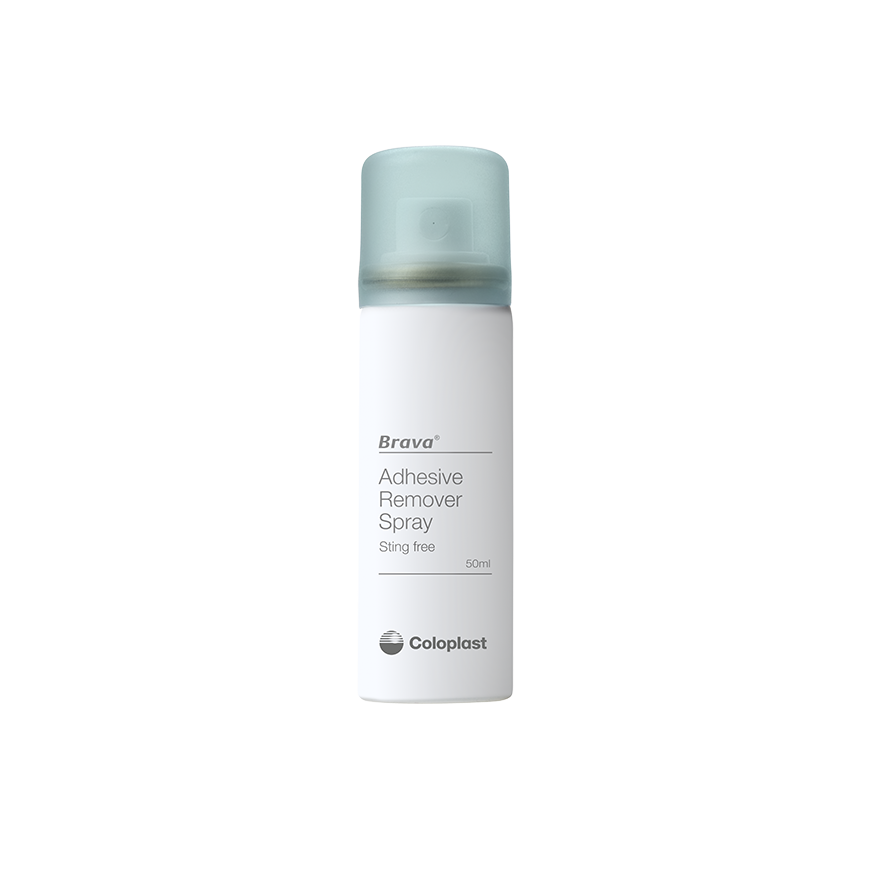 Brava®
Adhesive
Remover
Spray
Sting free
50ml
Coloplast